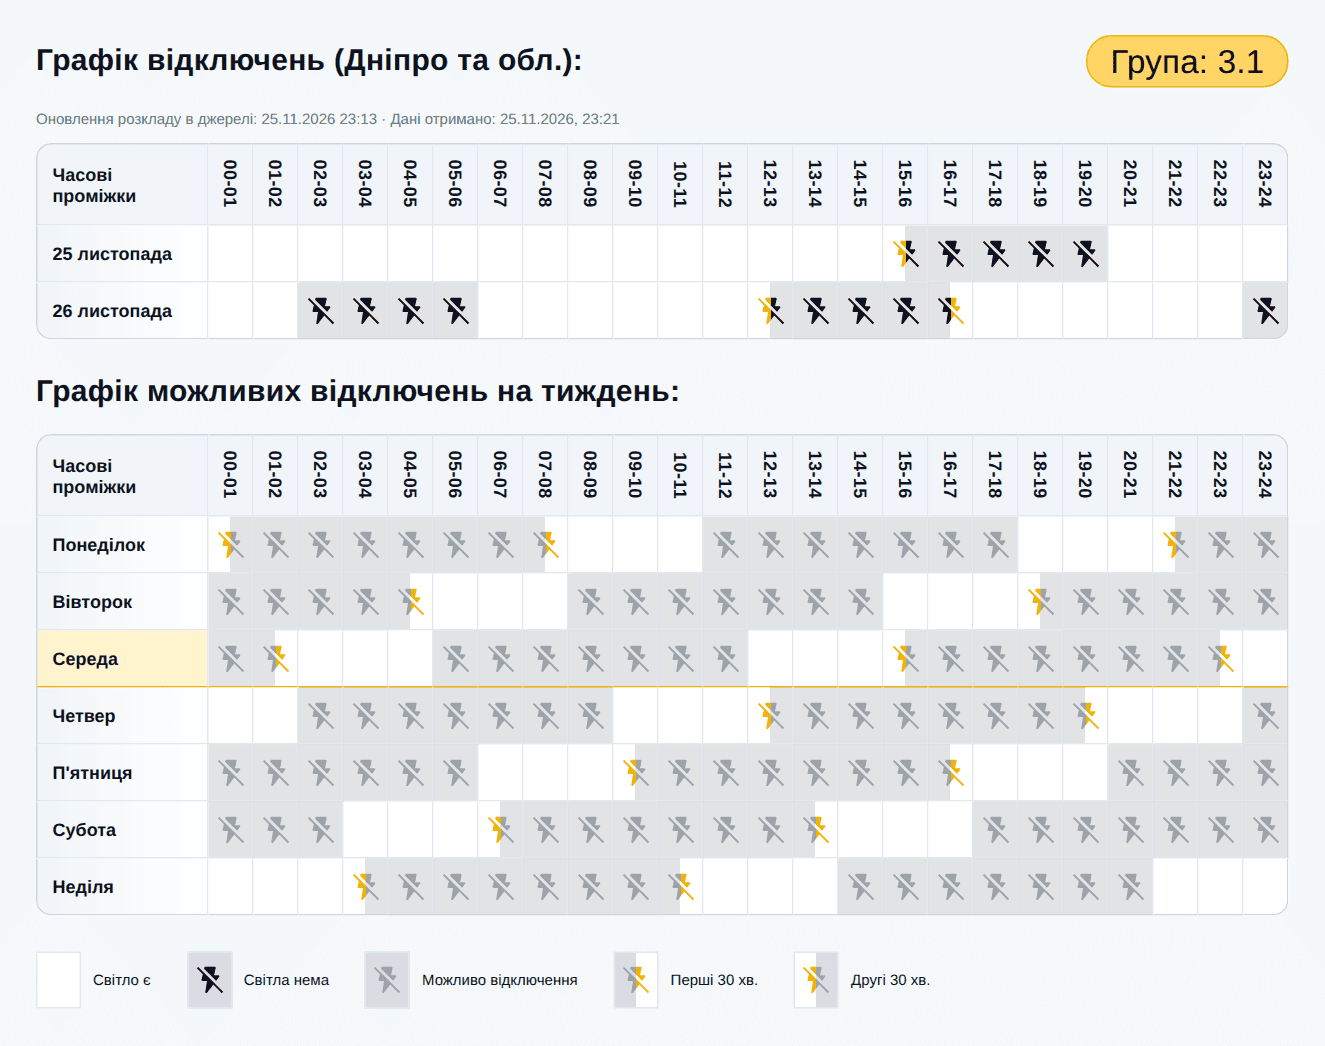 Графік відключень (Дніпро та обл.):
Група: 3.1
Оновлення розкладу в джерелі: 25.11.2026 23:13 · Дані отримано: 25.11.2026, 23:21
Часові проміжки 00-01 01-02 02-03 03-04 04-05 05-06 06-07 07-08 08-09 09-10 10-11 11-12 12-13 13-14 14-15 15-16 16-17 17-18 18-19 19-20 20-21 21-22 22-23 23-24
25 листопада
26 листопада
Графік можливих відключень на тиждень:
Часові проміжки 00-01 01-02 02-03 03-04 04-05 05-06 06-07 07-08 08-09 09-10 10-11 11-12 12-13 13-14 14-15 15-16 16-17 17-18 18-19 19-20 20-21 21-22 22-23 23-24
Понеділок
Вівторок
Середа
Четвер
П'ятниця
Субота
Неділя
Світло є Світла нема Можливо відключення Перші 30 хв. Другі 30 хв.